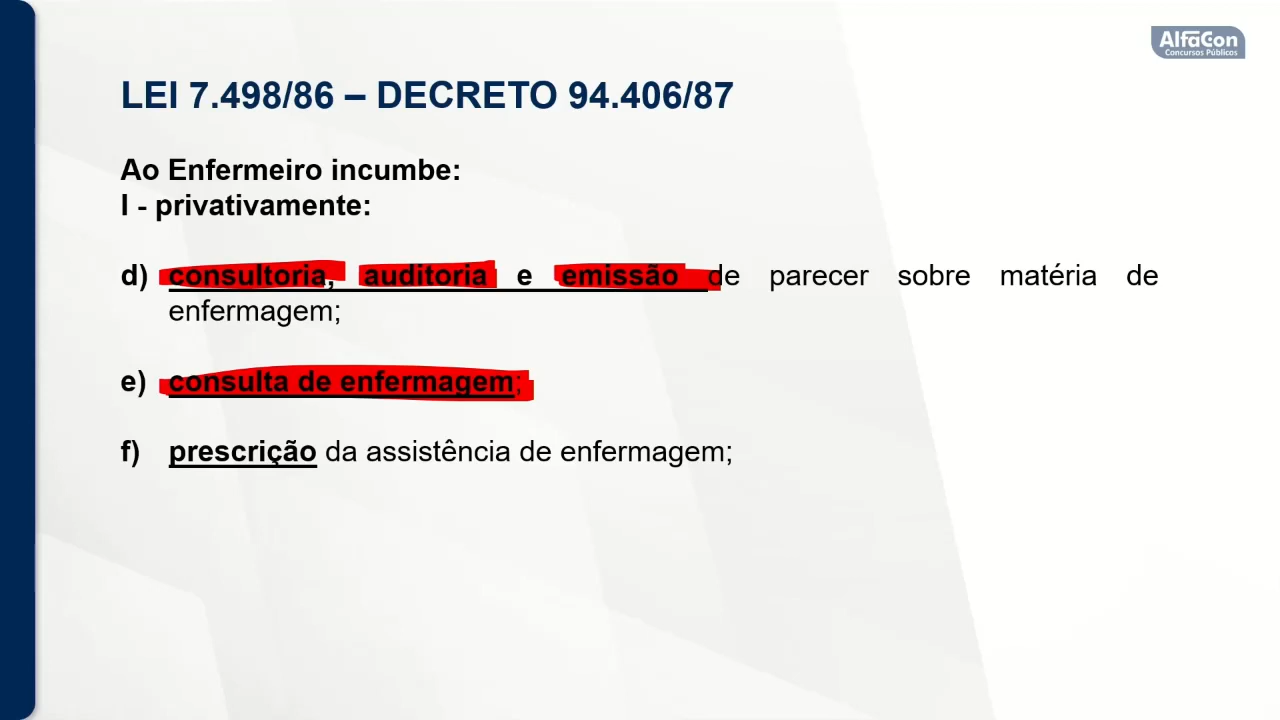 AlfaCon
Concursos Públicos
LEI 7.498/86 – DECRETO 94.406/87
Ao Enfermeiro incumbe:
I - privativamente:
d) consultoria, auditoria e emissão de parecer sobre matéria de
enfermagem;
e) consulta de enfermagem;
f) prescrição da assistência de enfermagem;